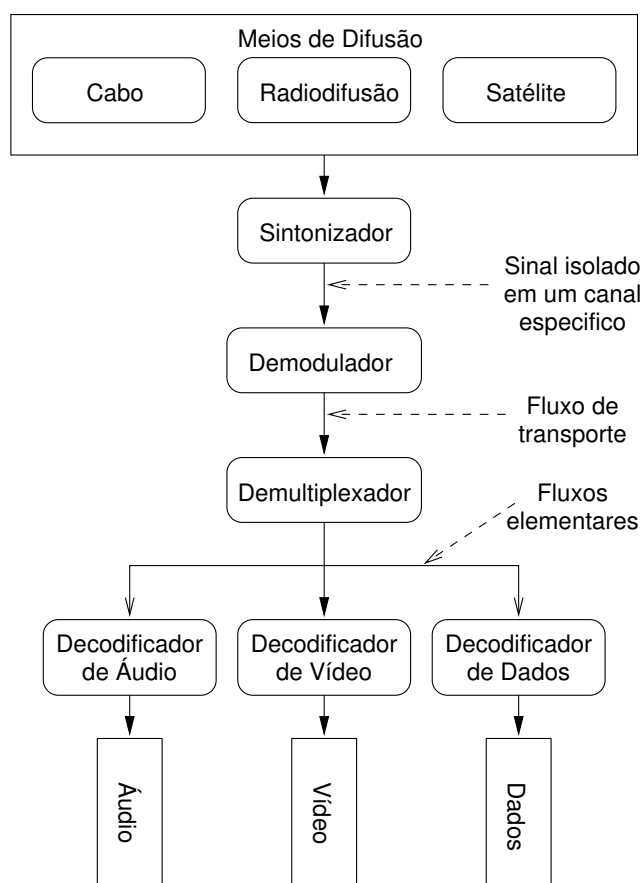 Meios de Difusão
Cabo
Radiodifusão
Satélite
Sintonizador
Sinal isolado
em um canal
especifico
Demodulador
Fluxo de
transporte
Demultiplexador
Fluxos
elementares
Decodificador
de Áudio
Decodificador
de Vídeo
Decodificador
de Dados
Áudio
Vídeo
Dados